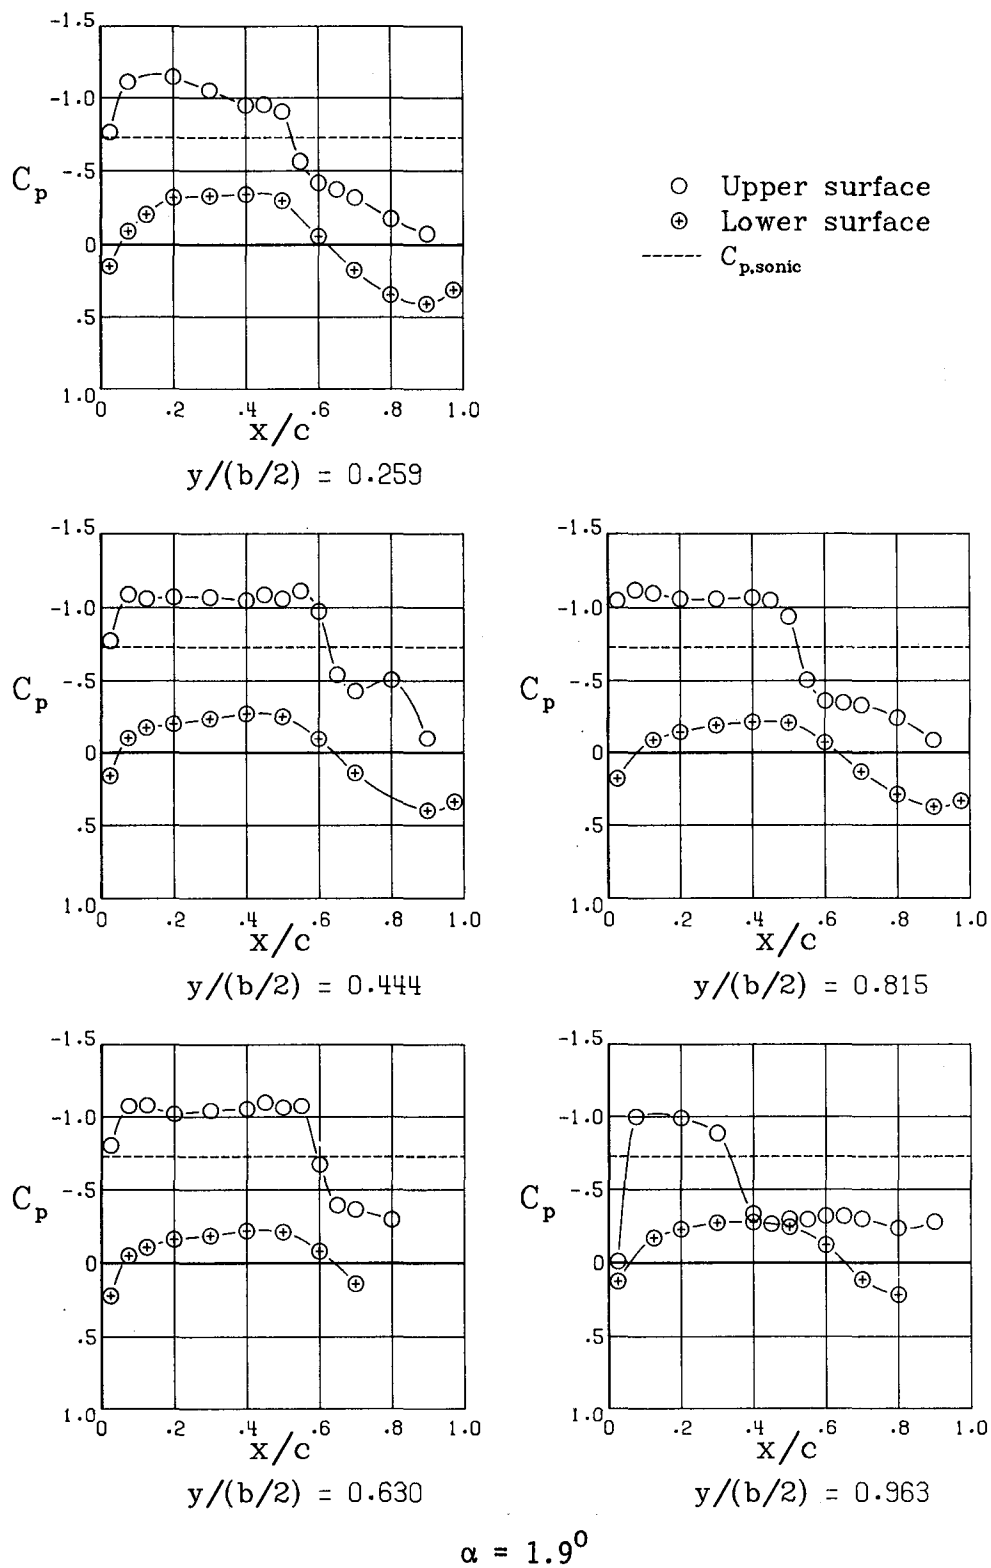 -1.5
-1.0
-.5
0
.5
1.0
C_p
0 .2 .4 .6 .8 1.0
x/c
y/(b/2) = 0.259
Upper surface
Lower surface
C_p,sonic
-1.5
-1.0
-.5
0
.5
1.0
C_p
0 .2 .4 .6 .8 1.0
x/c
y/(b/2) = 0.444
-1.5
-1.0
-.5
0
.5
1.0
C_p
0 .2 .4 .6 .8 1.0
x/c
y/(b/2) = 0.815
-1.5
-1.0
-.5
0
.5
1.0
C_p
0 .2 .4 .6 .8 1.0
x/c
y/(b/2) = 0.630
-1.5
-1.0
-.5
0
.5
1.0
C_p
0 .2 .4 .6 .8 1.0
x/c
y/(b/2) = 0.963
α = 1.9⁰